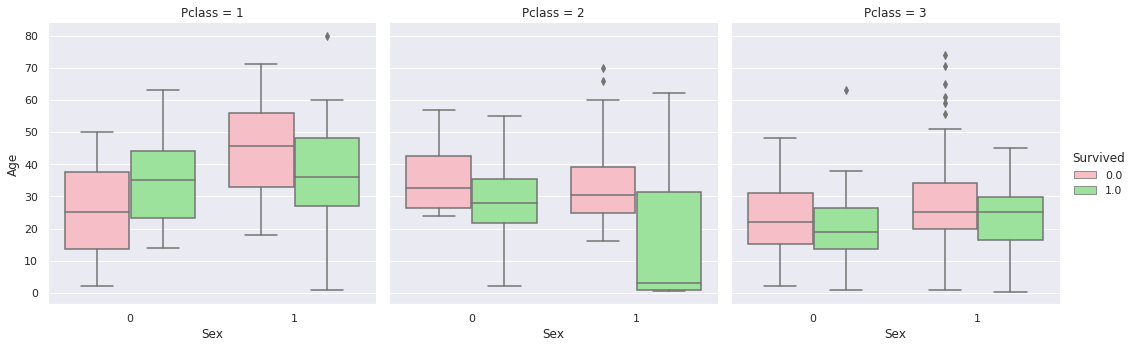 Pclass = 1
Pclass = 2
Pclass = 3
80
70
60
50
40
30
20
10
0
Age
0
1
0
1
0
1
Sex
Sex
Sex
Survived
0.0
1.0